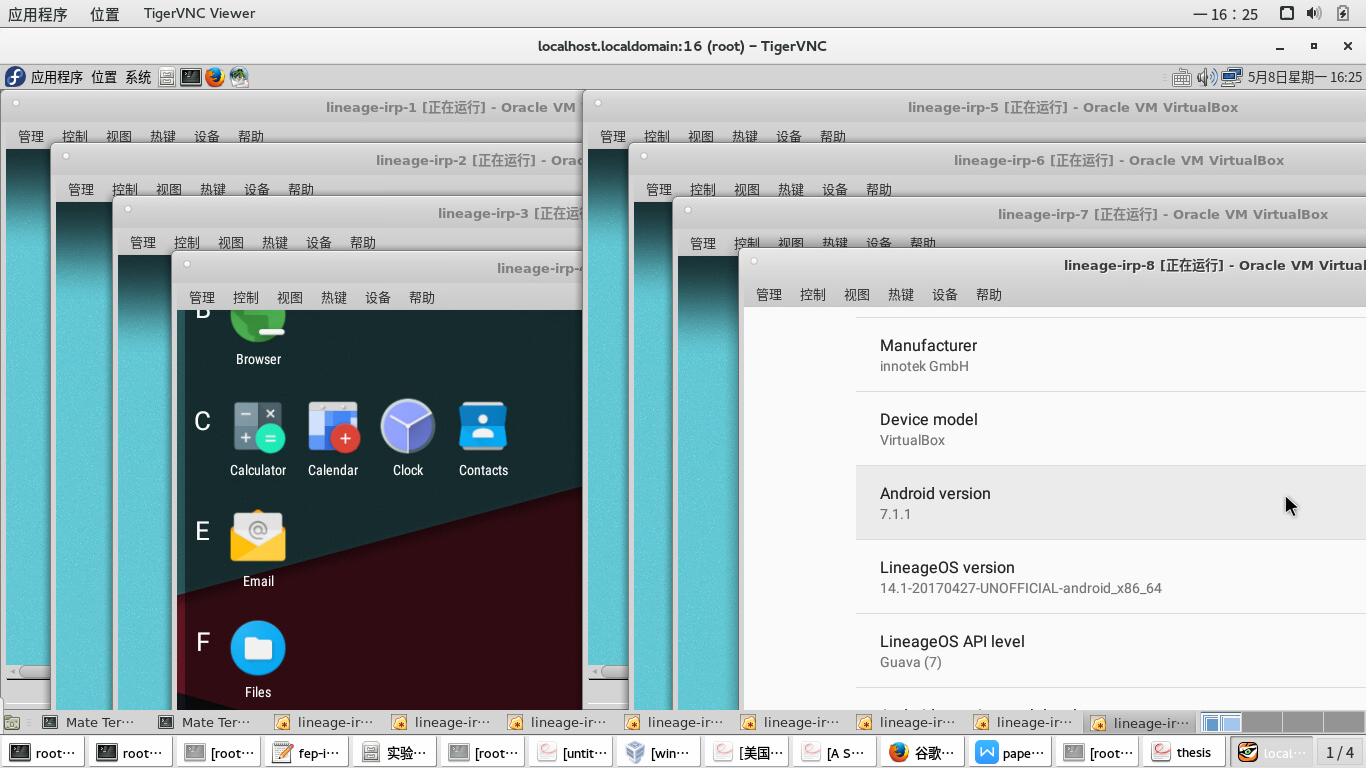 应用程序 位置 TigerVNC Viewer 一 16：25
localhost.localdomain:16 (root) - TigerVNC
应用程序 位置 系统 5月8日星期一 16:25
lineage-irp-1 [正在运行] - Oracle VM
管理 控制 视图 热键 设备 帮助
lineage-irp-2 [正在运行] - Orac
管理 控制 视图 热键 设备 帮助
lineage-irp-3 [正在运
管理 控制 视图 热键 设备 帮助
lineage-irp-4
管理 控制 视图 热键 设备 帮助
B
Browser
C
Calculator Calendar Clock Contacts
E
Email
F
Files
lineage-irp-5 [正在运行] - Oracle VM VirtualBox
管理 控制 视图 热键 设备 帮助
lineage-irp-6 [正在运行] - Oracle VM VirtualBox
管理 控制 视图 热键 设备 帮助
lineage-irp-7 [正在运行] - Oracle VM VirtualBox
管理 控制 视图 热键 设备 帮助
lineage-irp-8 [正在运行] - Oracle VM Virtual
管理 控制 视图 热键 设备 帮助
Manufacturer
innotek GmbH
Device model
VirtualBox
Android version
7.1.1
LineageOS version
14.1-20170427-UNOFFICIAL-android_x86_64
LineageOS API level
Guava (7)
Mate Ter··· Mate Ter··· lineage-ir··· lineage-ir··· lineage-ir··· lineage-ir··· lineage-ir··· lineage-ir··· lineage-ir··· lineage-ir···
root··· root··· [root··· fep-i··· 实验··· [root··· [untit··· [win··· [美国··· [A S··· 谷歌··· pape··· [root··· thesis local··· 1 / 4